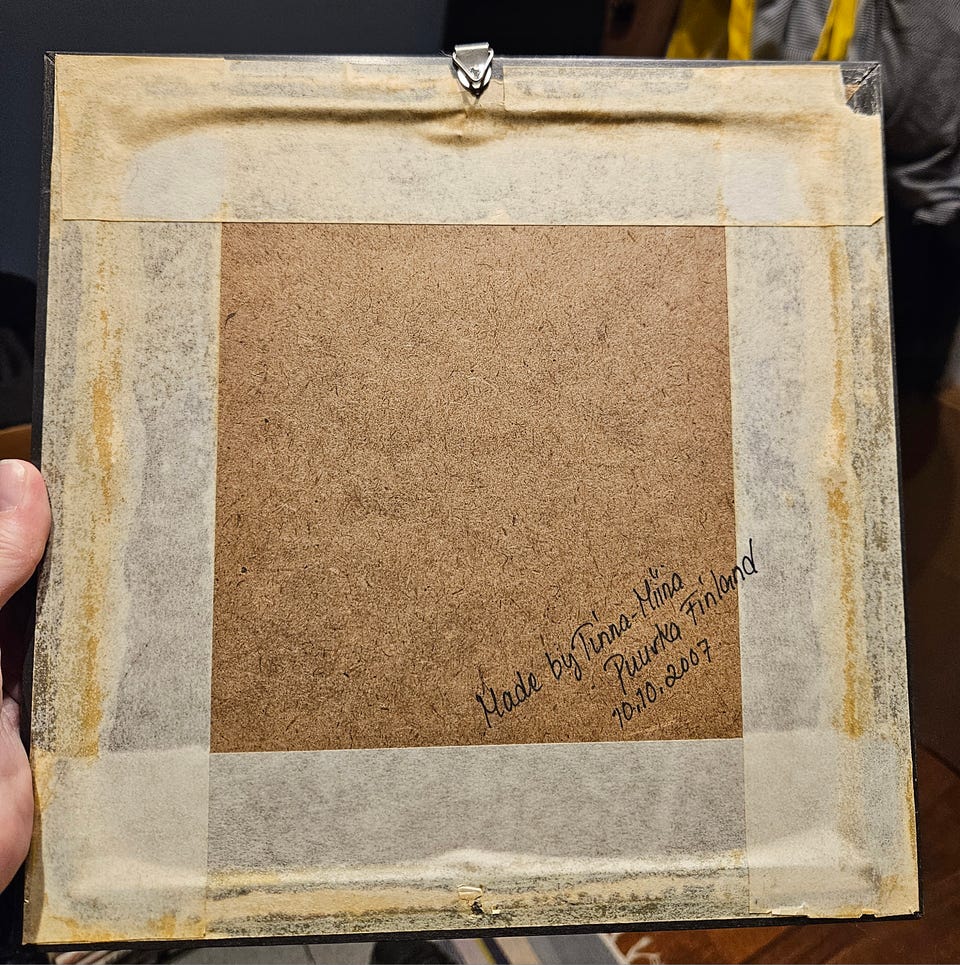 Made by Tinna-Miina
Puurka Finland
10.10.2007